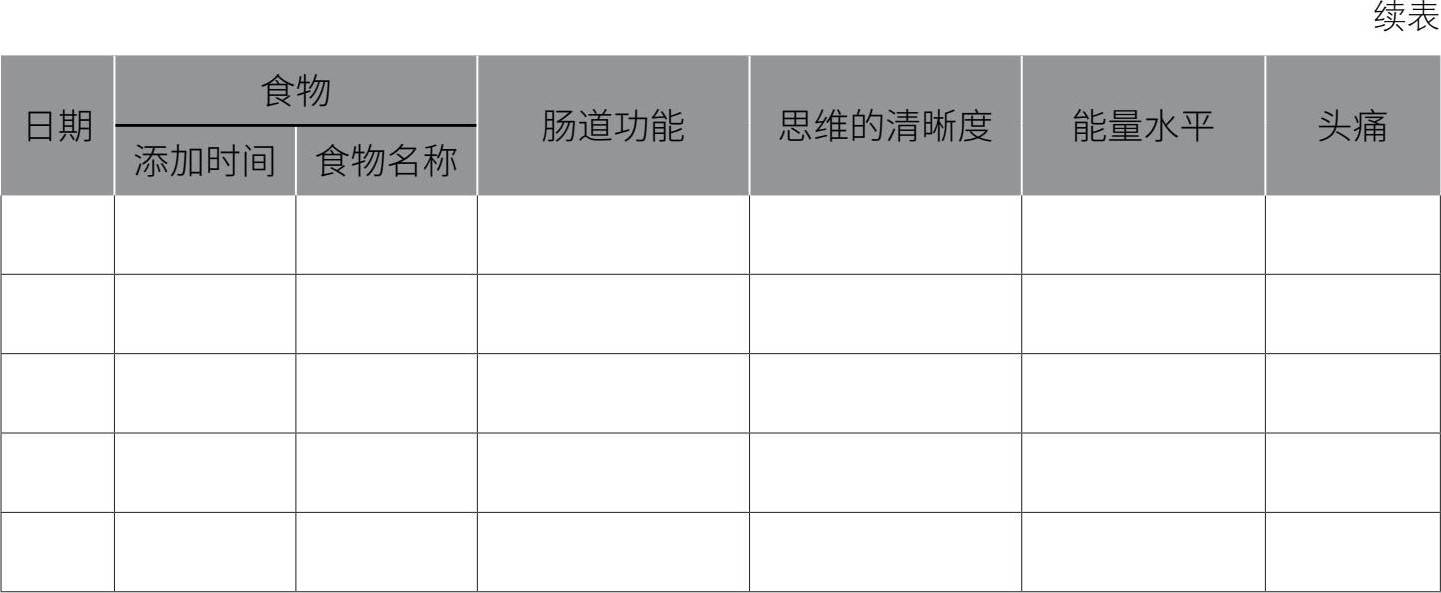 续表
日期
食物
添加时间
食物名称
肠道功能
思维的清晰度
能量水平
头痛